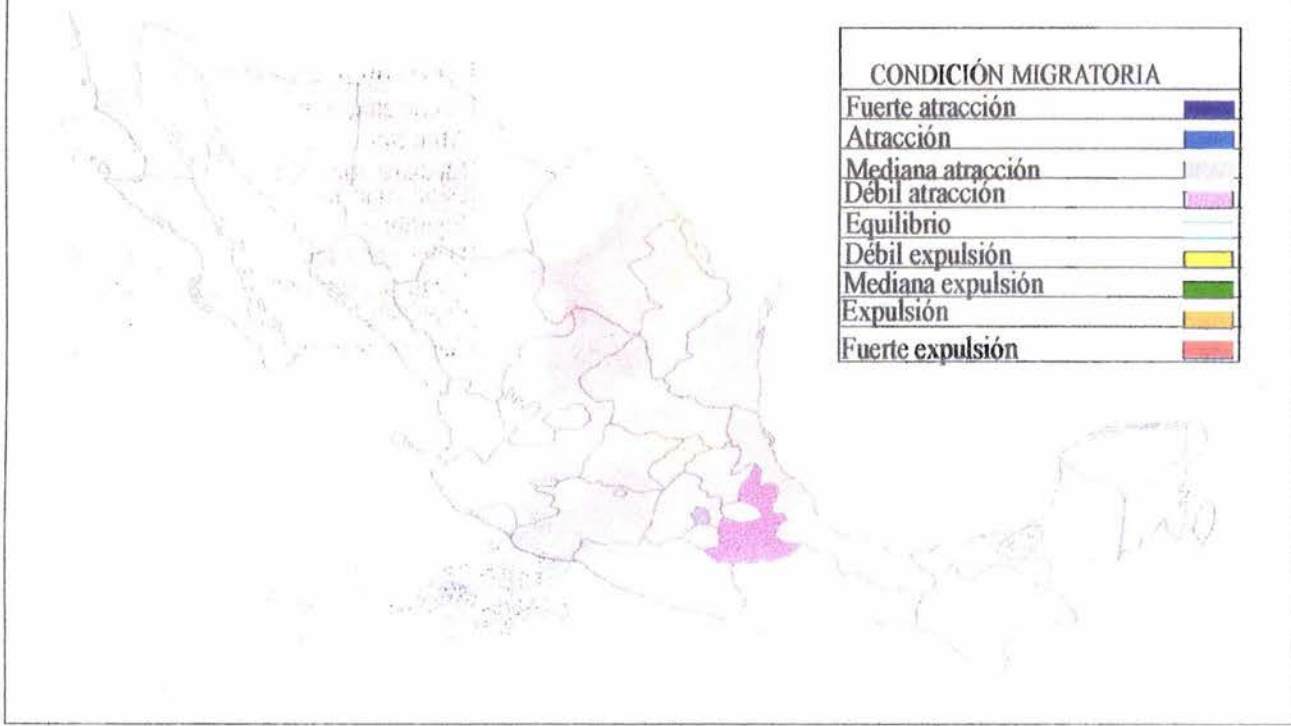 CONDICIÓN MIGRATORIA
Fuerte atracción
Atracción
Mediana atracción
Débil atracción
Equilibrio
Débil expulsión
Mediana expulsión
Expulsión
Fuerte expulsión